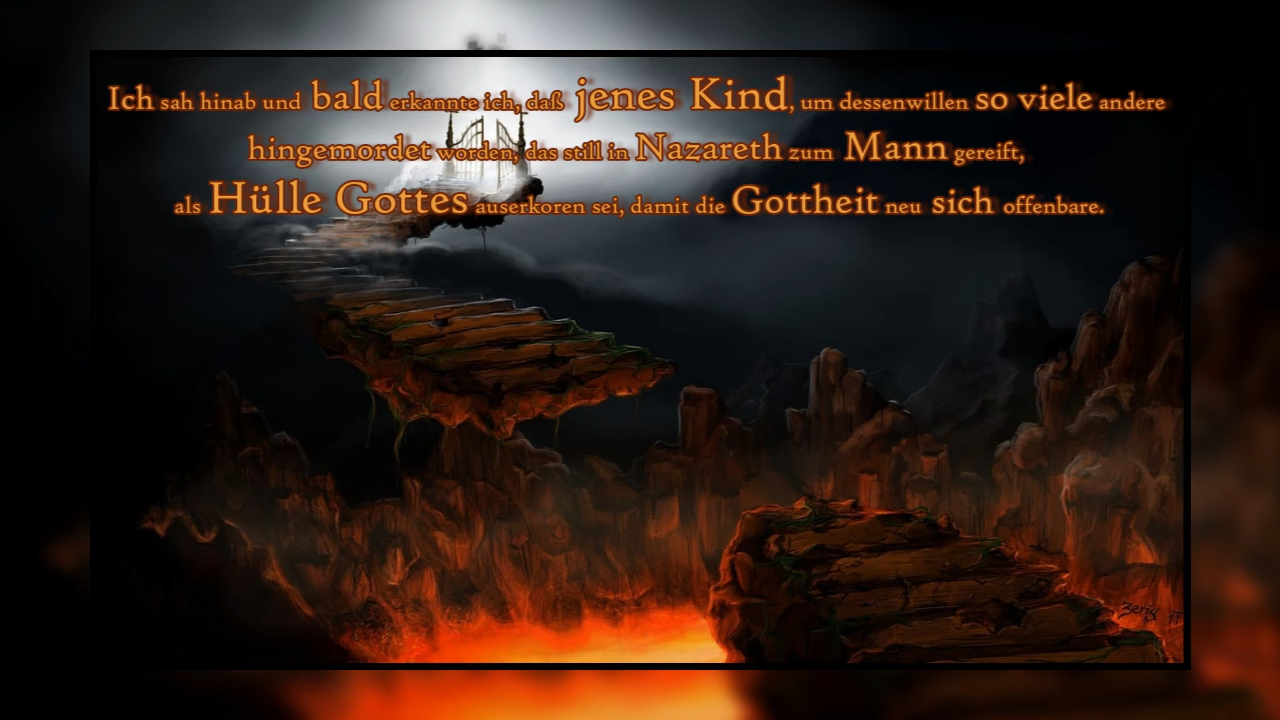 Ich sah hinab und bald erkannte ich, daß jenes Kind, um dessenwillen so viele andere
hingemordet worden, das still in Nazareth zum Mann gereift,
als Hülle Gottes auserkoren sei, damit die Gottheit neu sich offenbare.